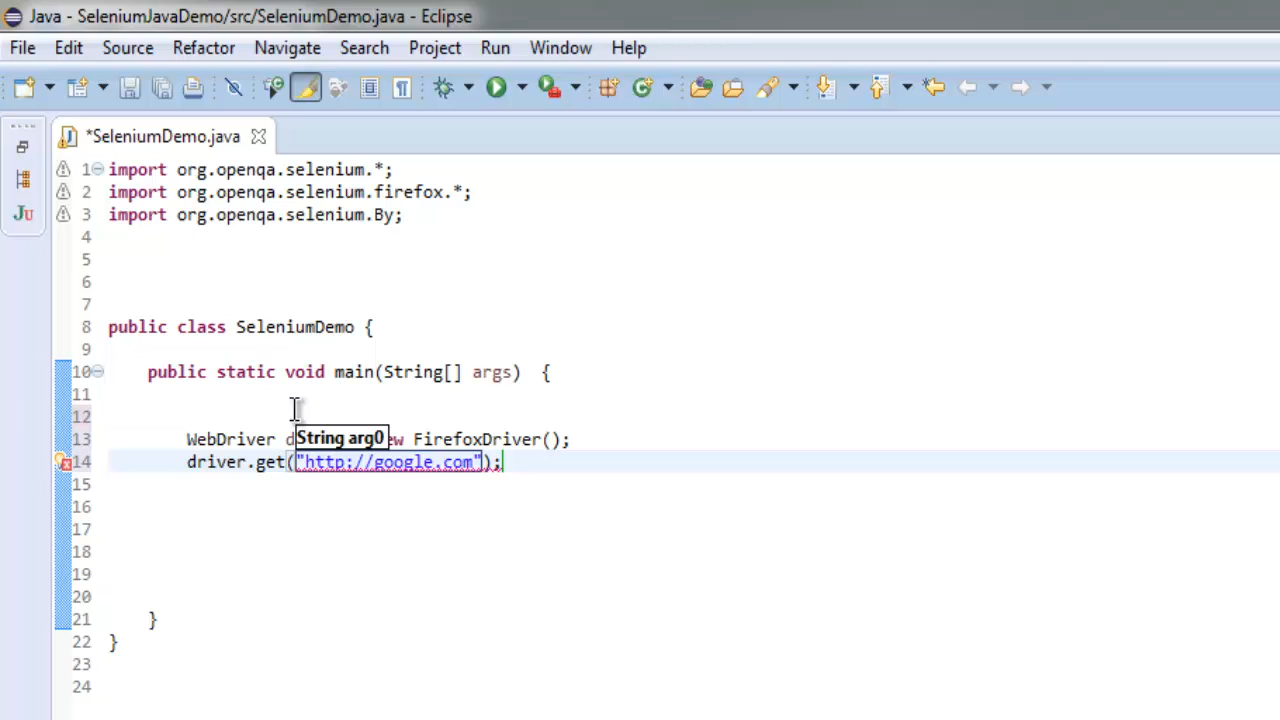 Java - SeleniumJavaDemo/src/SeleniumDemo.java - Eclipse
File Edit Source Refactor Navigate Search Project Run Window Help
*SeleniumDemo.java
1 import org.openqa.selenium.*;
2 import org.openqa.selenium.firefox.*;
3 import org.openqa.selenium.By;
Ju
4
5
6
7
8 public class SeleniumDemo {
9
10 public static void main(String[] args) {
11
12
13 WebDriver d String arg0 ew FirefoxDriver();
14 driver.get("http://google.com");
15
16
17
18
19
20
21 }
22 }
23
24